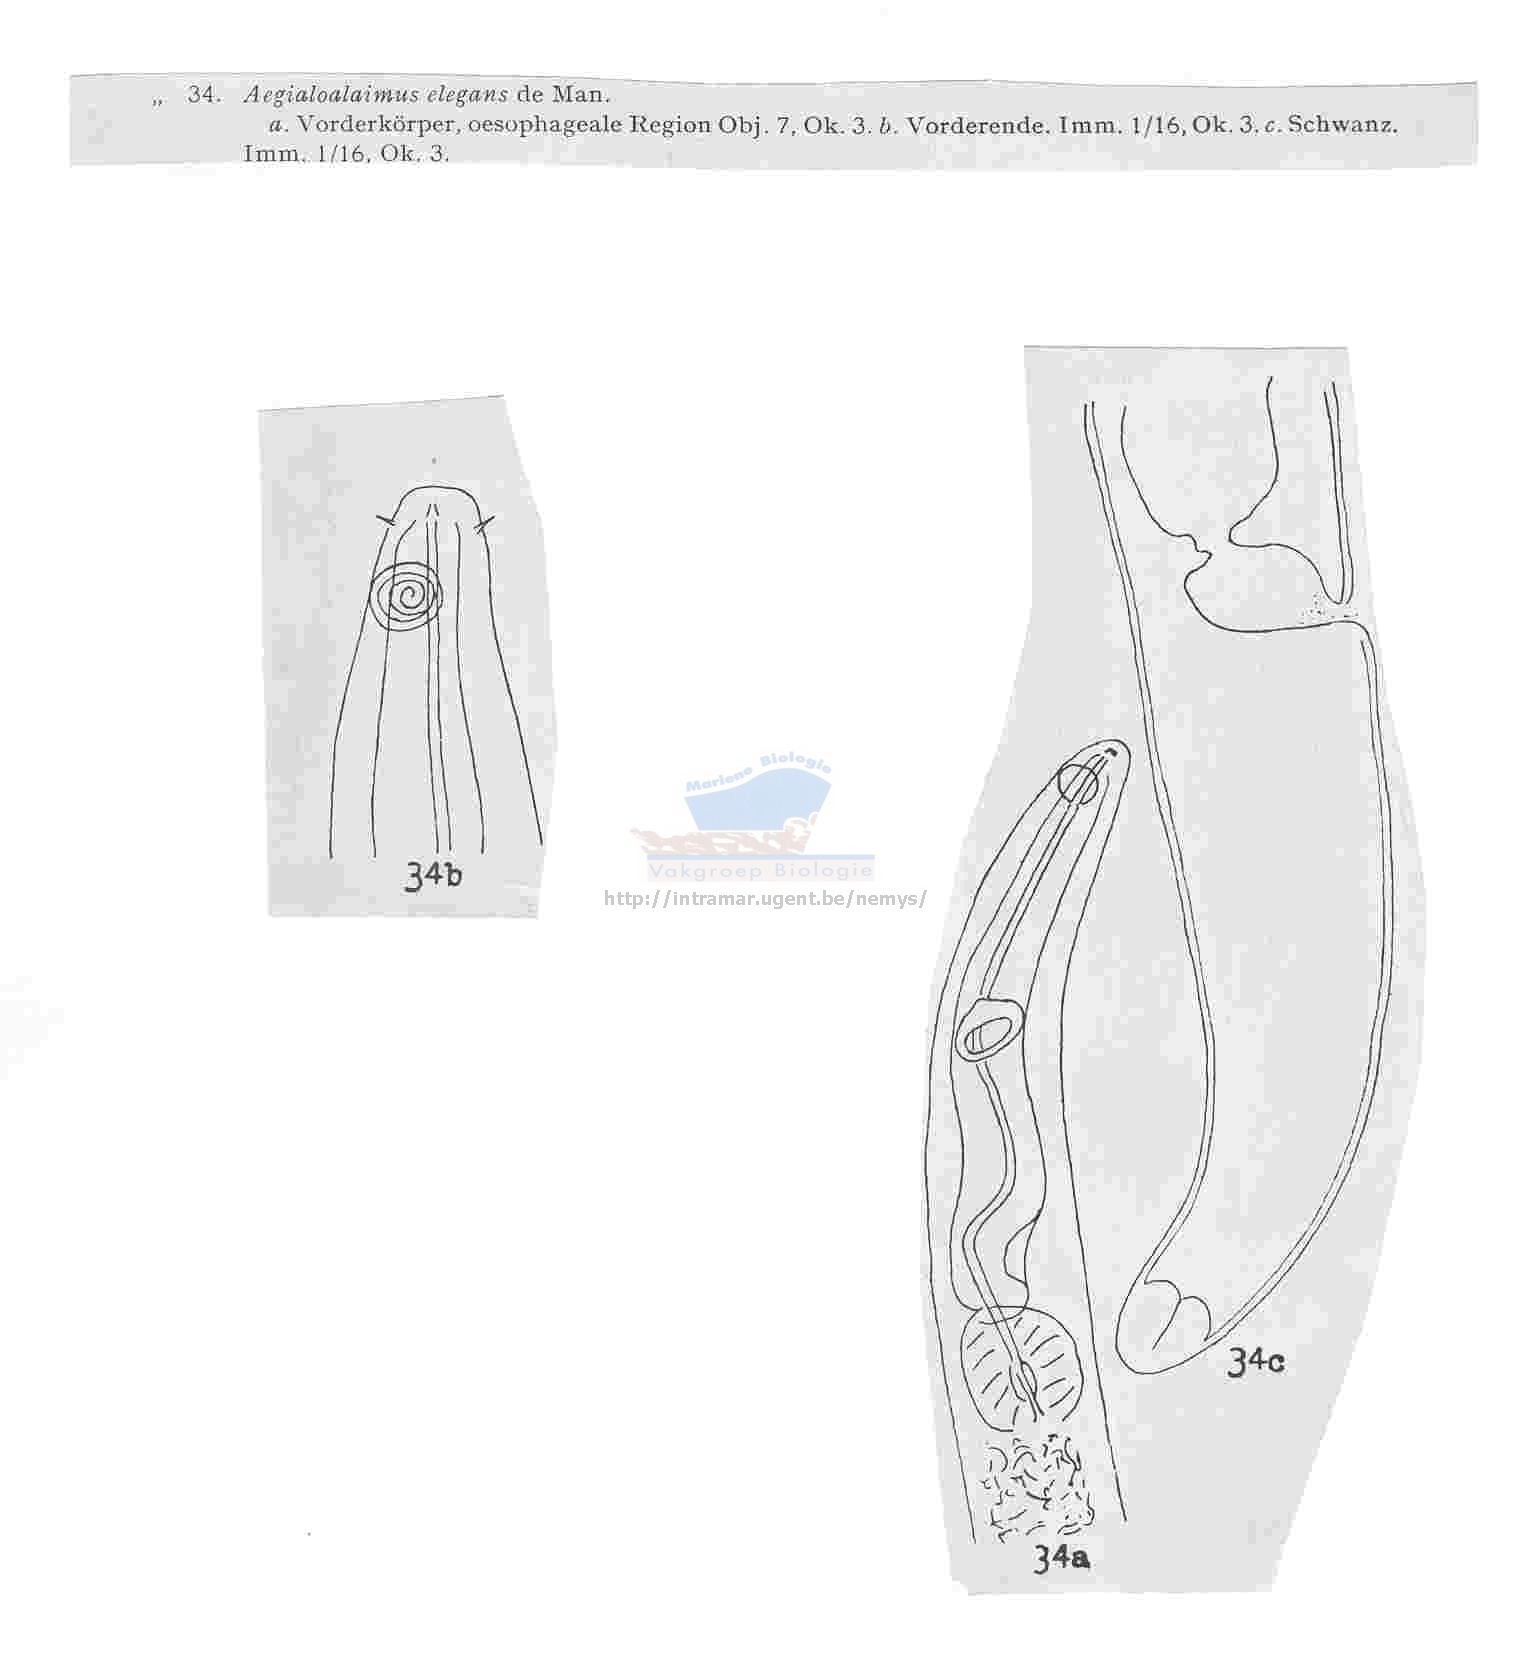 „ 34. Aegialoalaimus elegans de Man.
a. Vorderkörper, oesophageale Region Obj. 7, Ok. 3. b. Vorderende. Imm. 1/16, Ok. 3. c. Schwanz.
Imm. 1/16, Ok. 3.
34b
Mariene Biologie
Vakgroep Biologie
http://intramar.ugent.be/nemys/
34c
34a